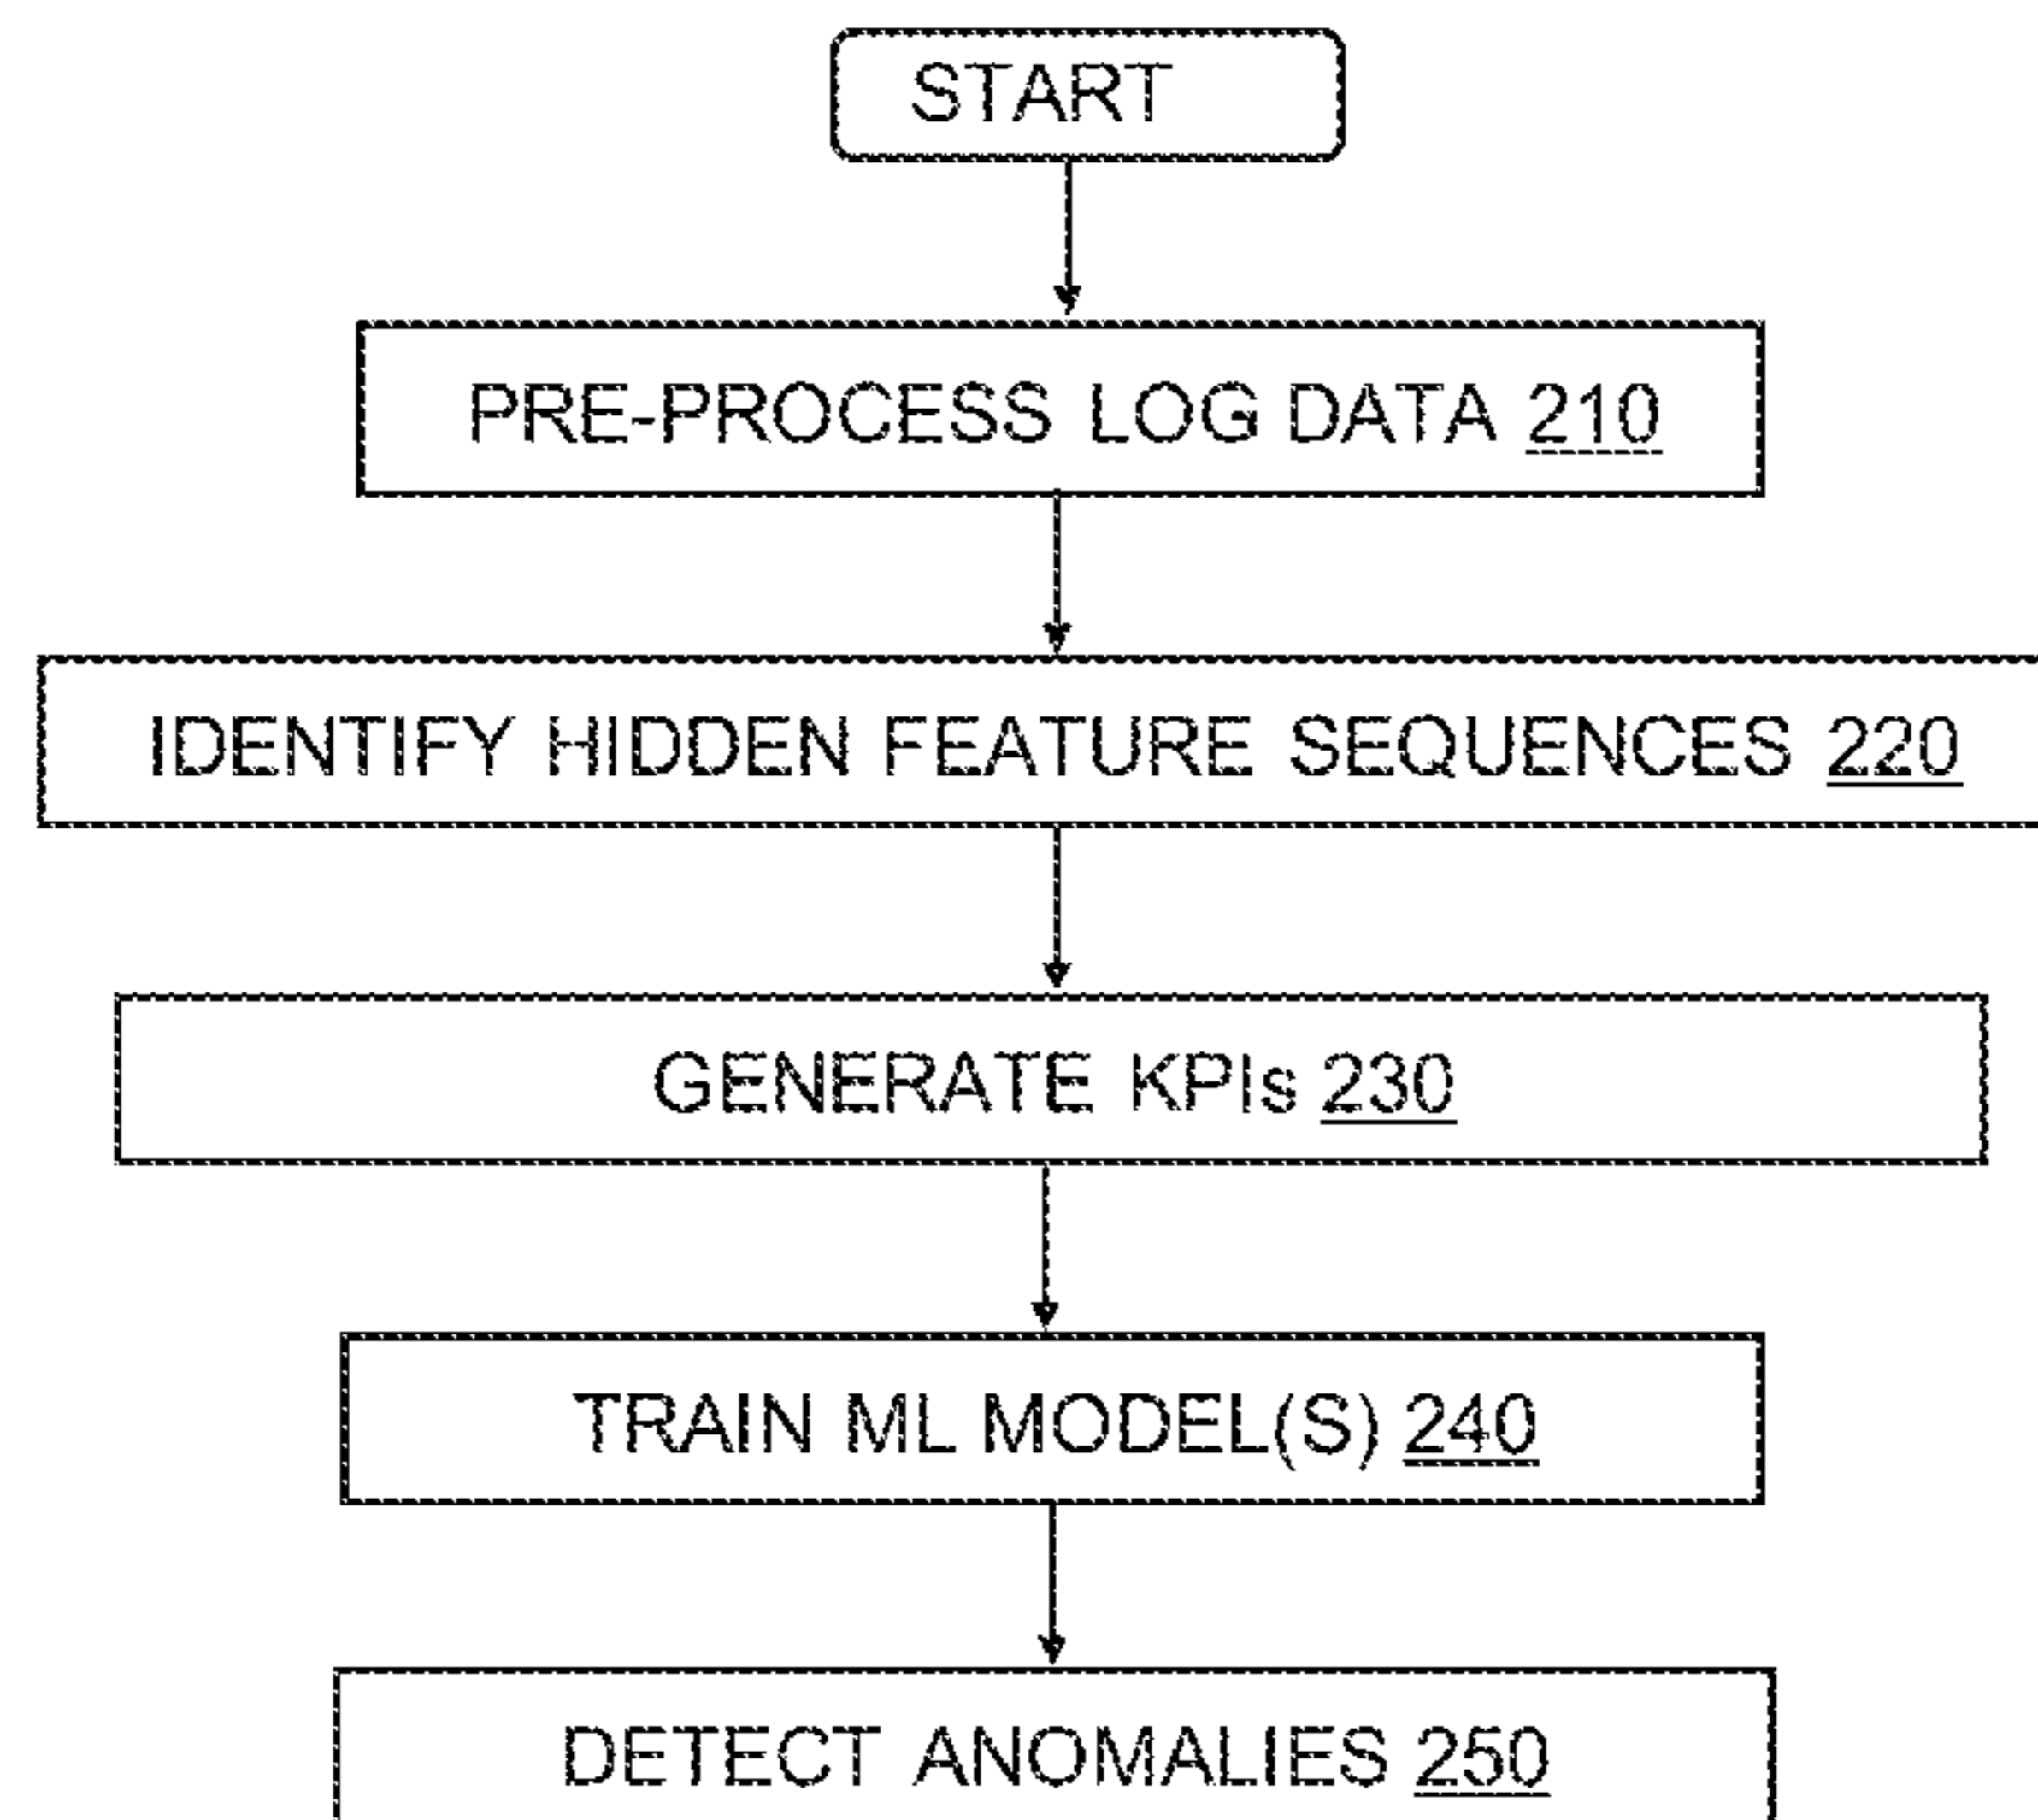 START
PRE-PROCESS LOG DATA 210
IDENTIFY HIDDEN FEATURE SEQUENCES 220
GENERATE KPIs 230
TRAIN ML MODEL(S) 240
DETECT ANOMALIES 250